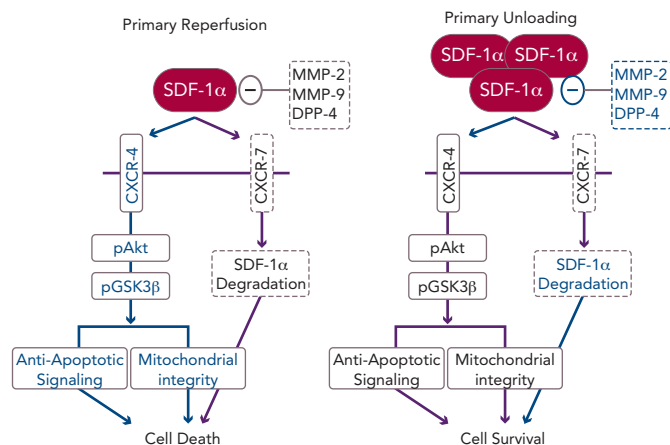 Primary Reperfusion
SDF-1α
−
MMP-2
MMP-9
DPP-4
CXCR-4
CXCR-7
pAkt
pGSK3β
SDF-1α
Degradation
Anti-Apoptotic
Signaling
Mitochondrial
integrity
Cell Death
Primary Unloading
SDF-1α
SDF-1α
SDF-1α
−
MMP-2
MMP-9
DPP-4
CXCR-4
CXCR-7
pAkt
pGSK3β
SDF-1α
Degradation
Anti-Apoptotic
Signaling
Mitochondrial
integrity
Cell Survival